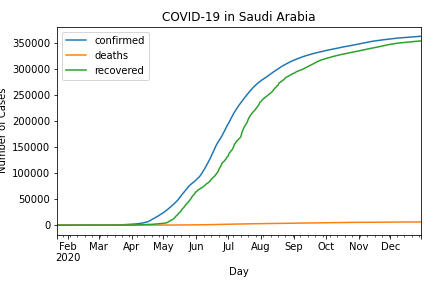 COVID-19 in Saudi Arabia
confirmed
deaths
recovered
350000
300000
250000
200000
150000
100000
50000
0
Number of Cases
Feb Mar Apr May Jun Jul Aug Sep Oct Nov Dec
2020
Day